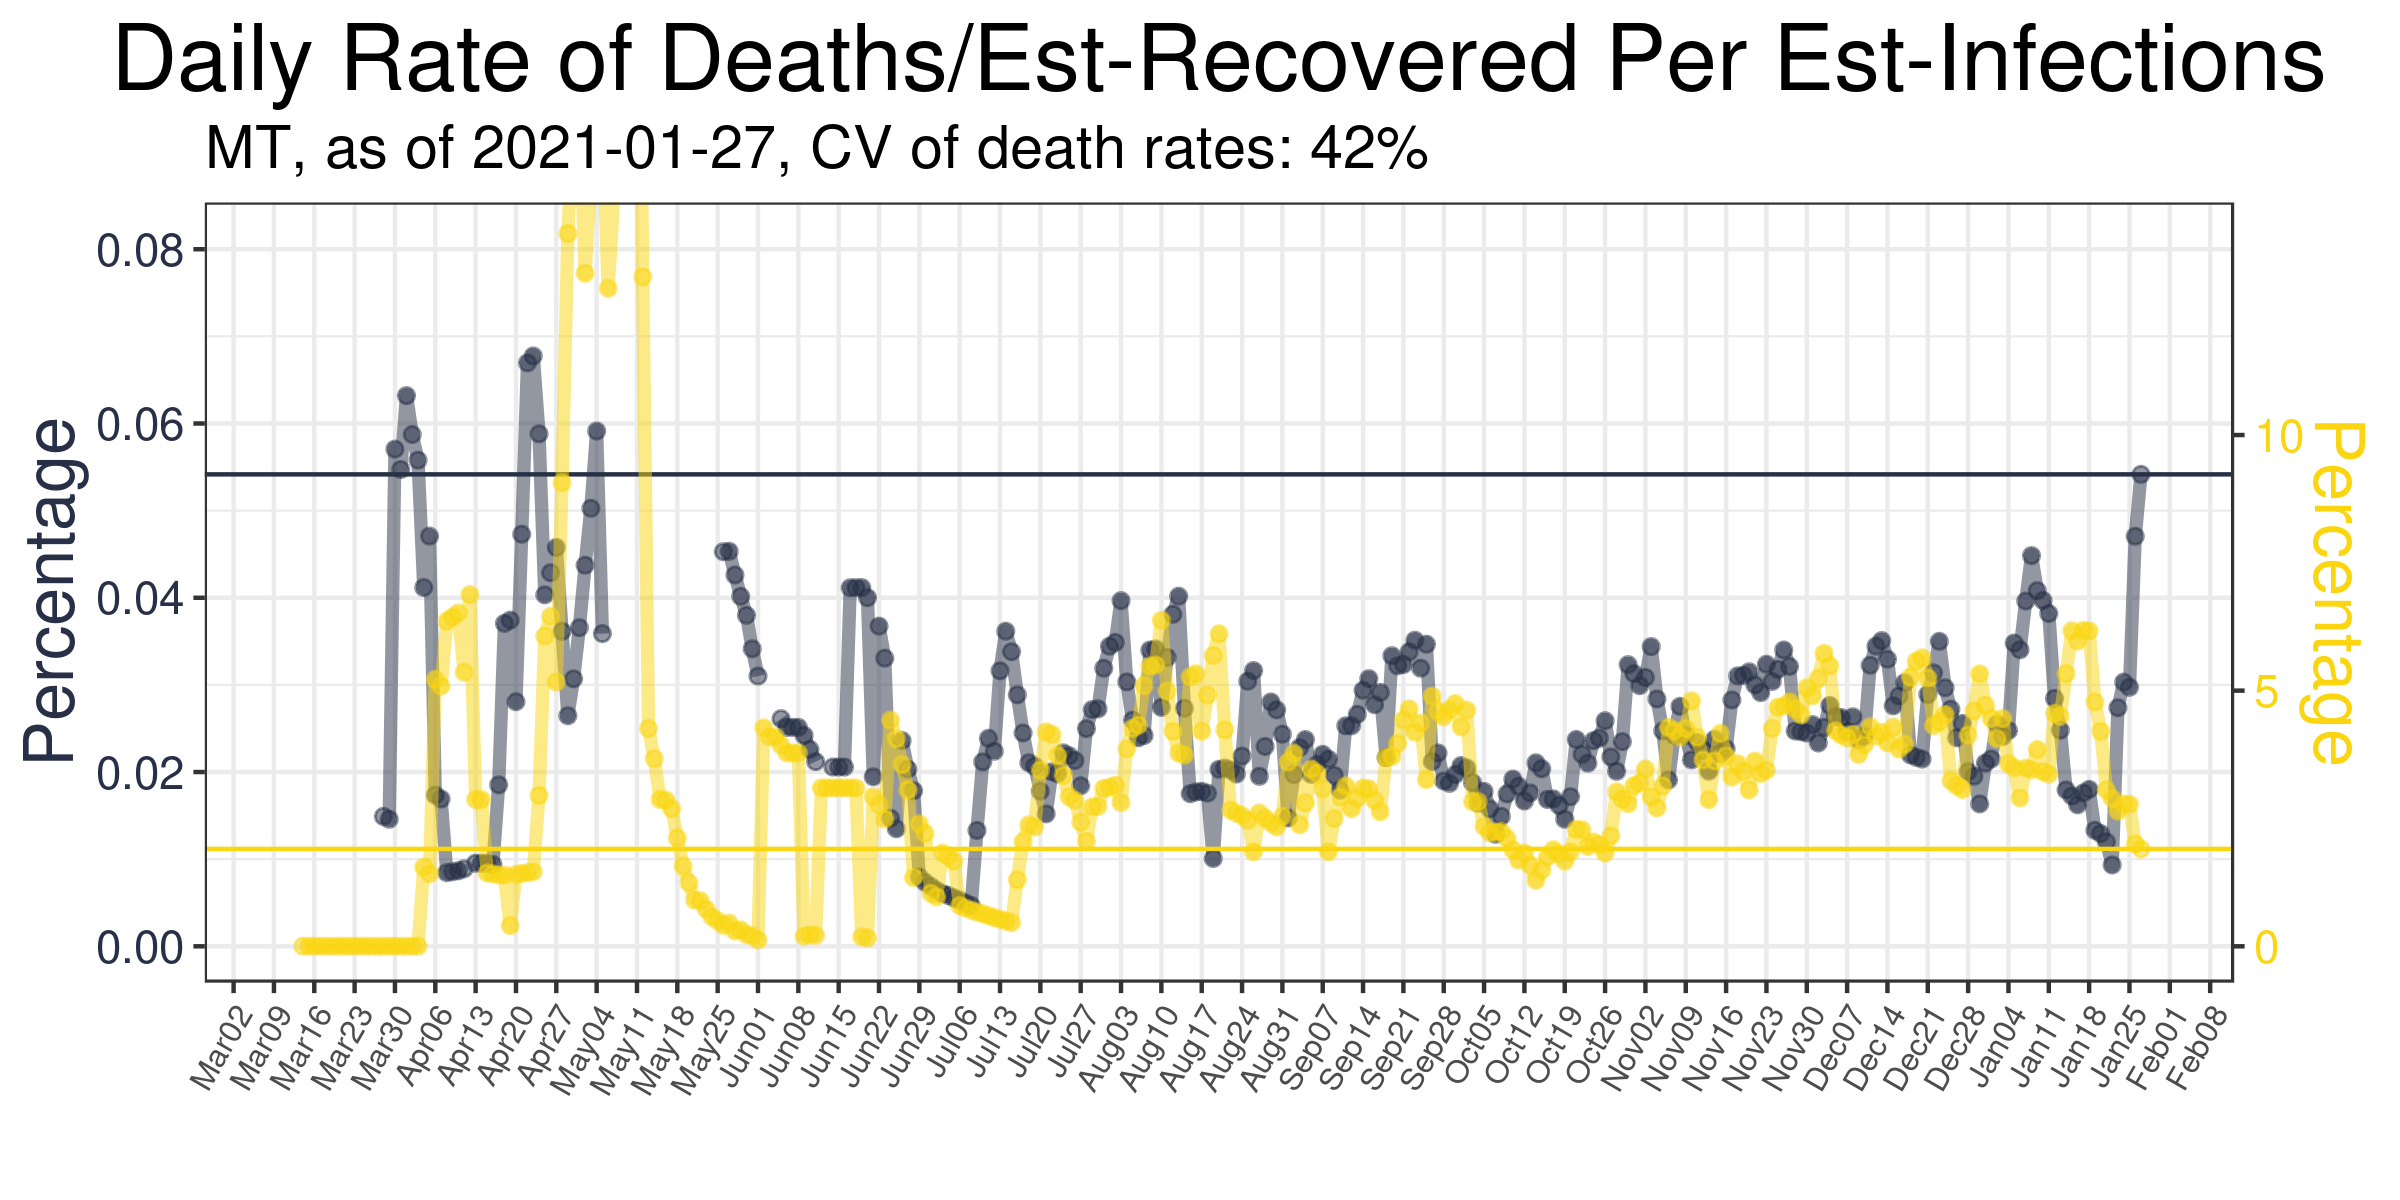 Daily Rate of Deaths/Est-Recovered Per Est-Infections
MT, as of 2021-01-27, CV of death rates: 42%
Percentage
0.08
0.06
0.04
0.02
0.00
10
5
0
Percentage
Mar02
Mar09
Mar16
Mar23
Mar30
Apr06
Apr13
Apr20
Apr27
May04
May11
May18
May25
Jun01
Jun08
Jun15
Jun22
Jun29
Jul06
Jul13
Jul20
Jul27
Aug03
Aug10
Aug17
Aug24
Aug31
Sep07
Sep14
Sep21
Sep28
Oct05
Oct12
Oct19
Oct26
Nov02
Nov09
Nov16
Nov23
Nov30
Dec07
Dec14
Dec21
Dec28
Jan04
Jan11
Jan18
Jan25
Feb01
Feb08